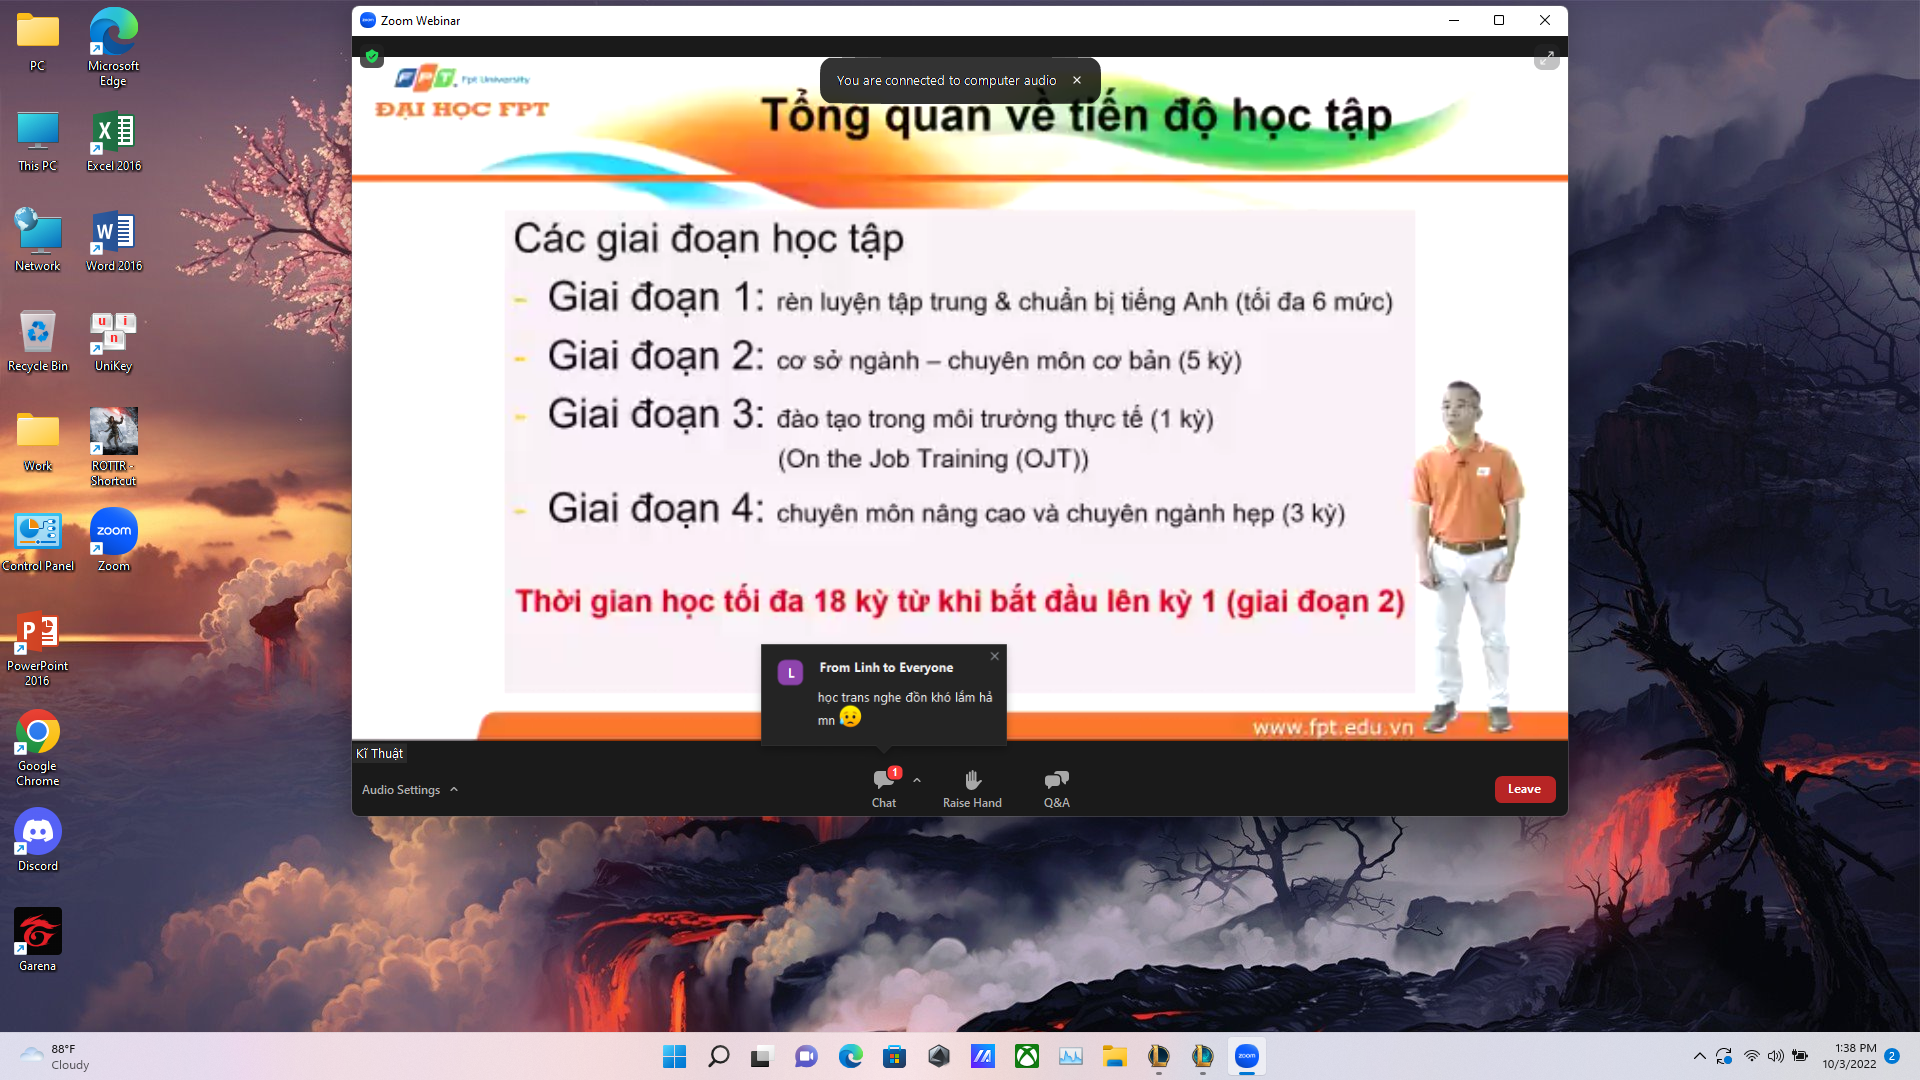 PC
Microsoft
Edge
This PC
Excel 2016
Network
Word 2016
Recycle Bin
UniKey
Work
ROTTR -
Shortcut
Control Panel
Zoom
PowerPoint
2016
Google
Chrome
Discord
Garena
Zoom Webinar
You are connected to computer audio
FPT. Fpt University
ĐẠI HỌC FPT
Tổng quan về tiến độ học tập
Các giai đoạn học tập
- Giai đoạn 1: rèn luyện tập trung & chuẩn bị tiếng Anh (tối đa 6 mức)
- Giai đoạn 2: cơ sở ngành – chuyên môn cơ bản (5 kỳ)
- Giai đoạn 3: đào tạo trong môi trường thực tế (1 kỳ)
(On the Job Training (OJT))
- Giai đoạn 4: chuyên môn nâng cao và chuyên ngành hẹp (3 kỳ)
Thời gian học tối đa 18 kỳ từ khi bắt đầu lên kỳ 1 (giai đoạn 2)
L
From Linh to Everyone
học trans nghe đồn khó lắm hả
mn 😥
www.fpt.edu.vn
Kĩ Thuật
Audio Settings
1
Chat
Raise Hand
Q&A
Leave
88°F
Cloudy
zoom
1:38 PM
10/3/2022
2